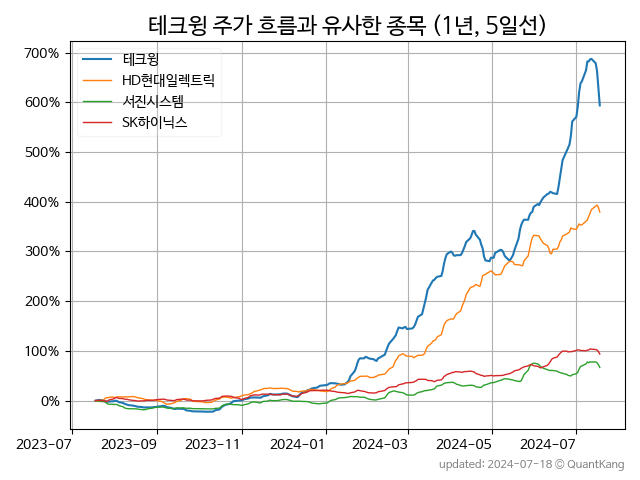 테크윙 주가 흐름과 유사한 종목 (1년, 5일선)
700%
600%
500%
400%
300%
200%
100%
0%
테크윙
HD현대일렉트릭
서진시스템
SK하이닉스
2023-07 2023-09 2023-11 2024-01 2024-03 2024-05 2024-07
updated: 2024-07-18 © QuantKang